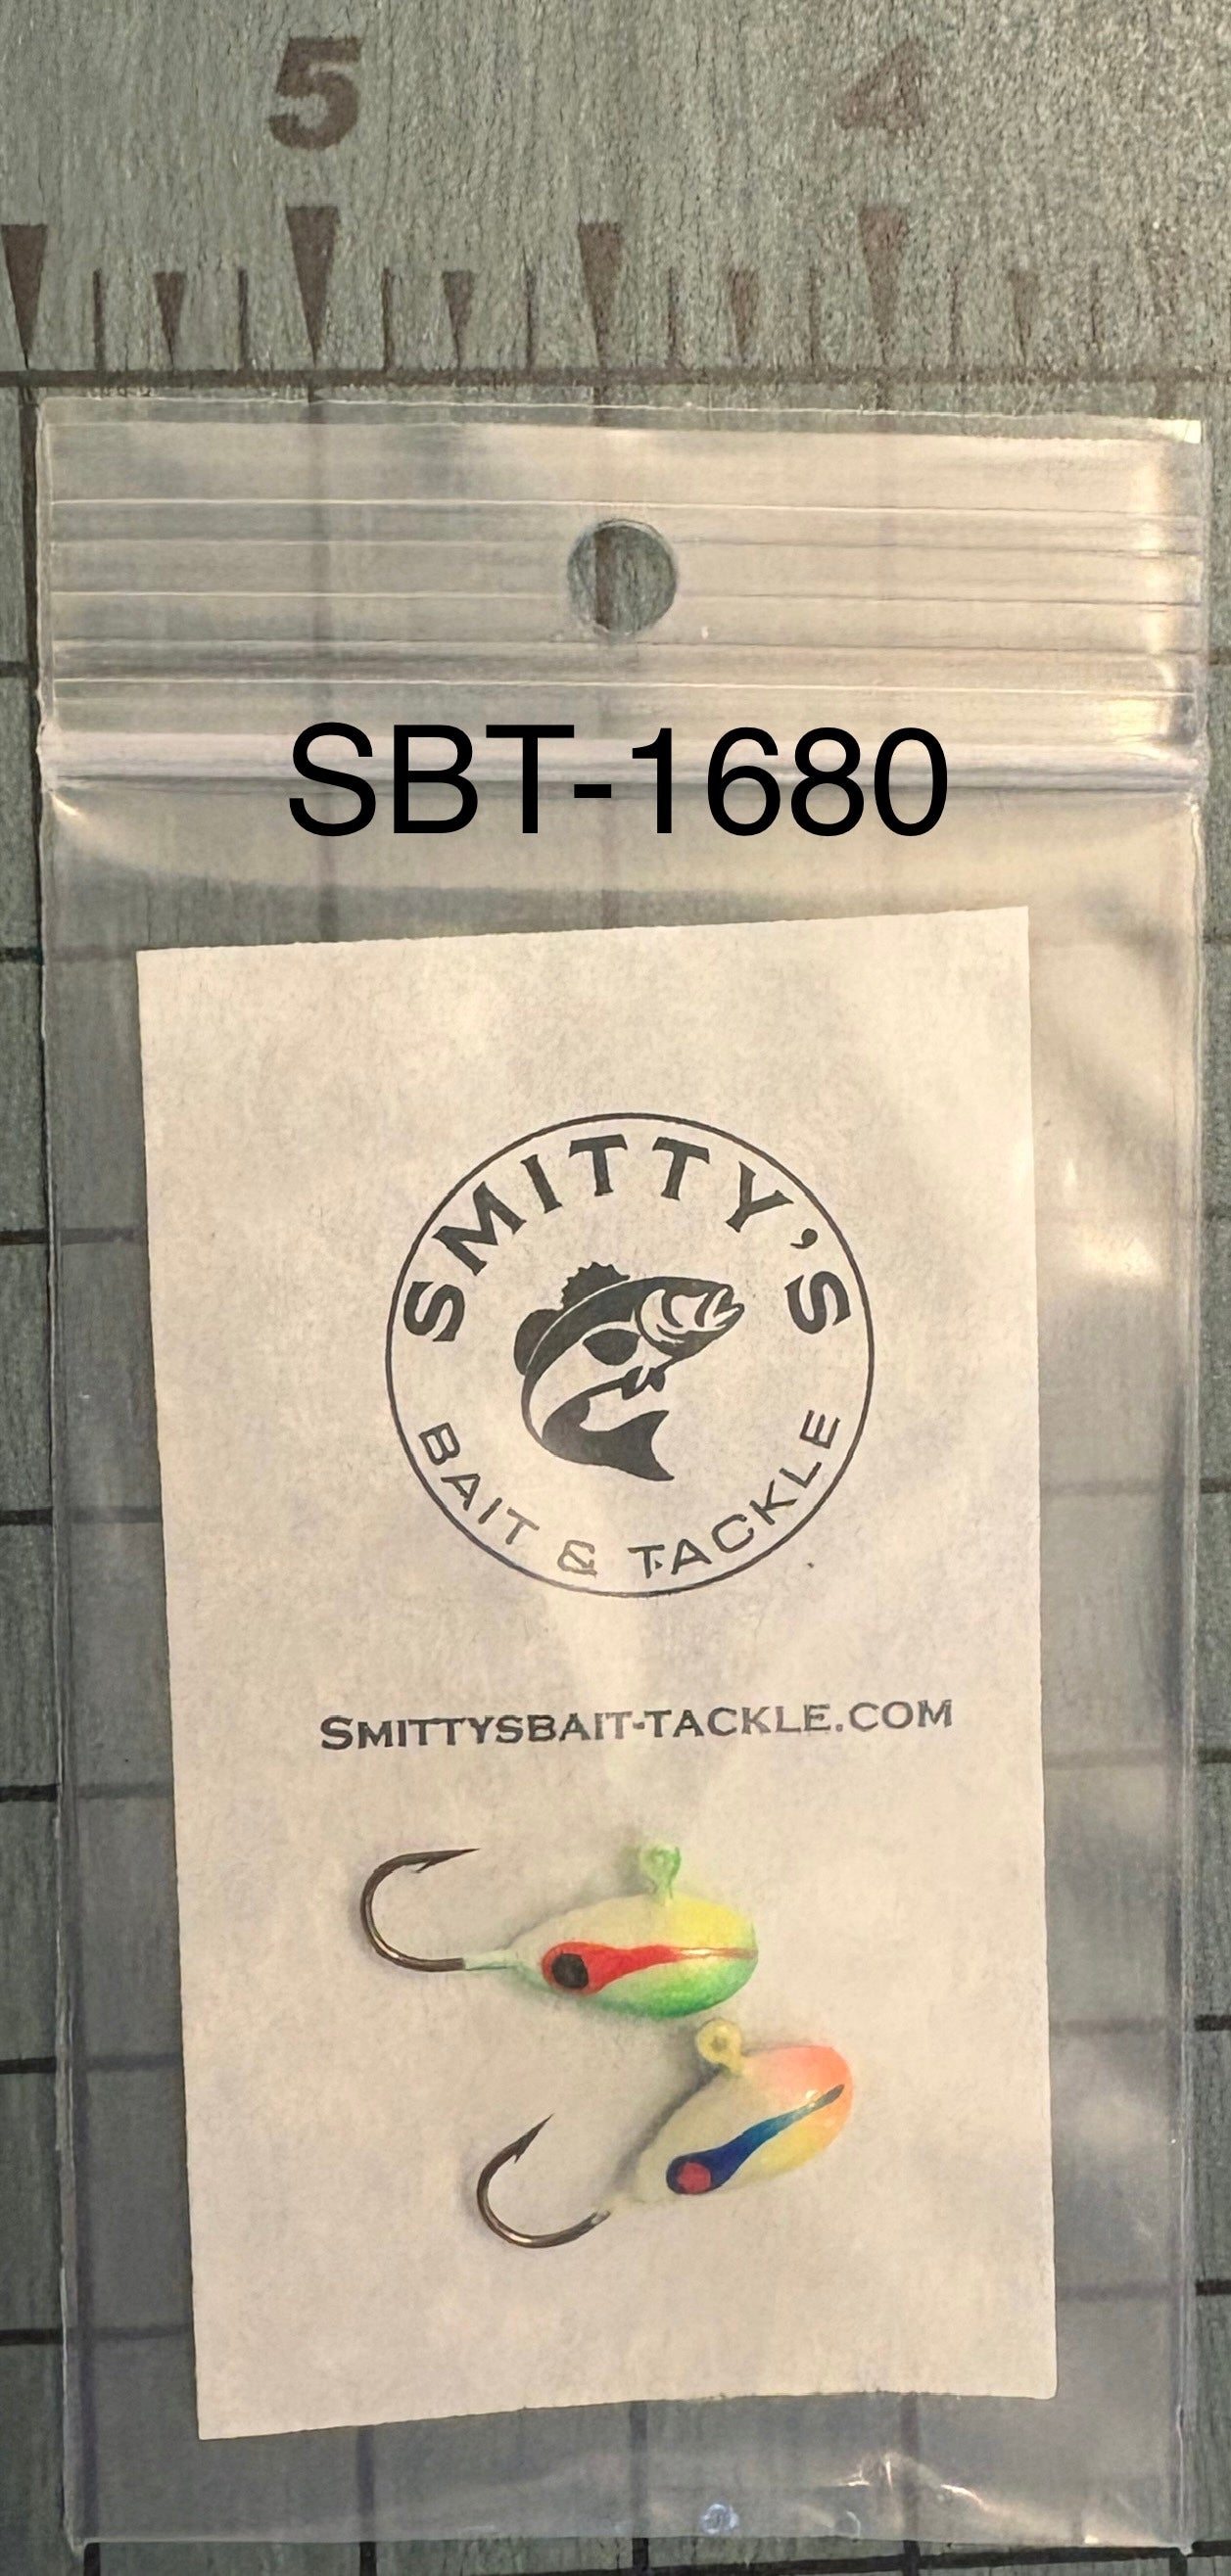 5 4
SBT-1680
SMITTY'S
BAIT & TACKLE
SMITTYSBAIT-TACKLE.COM